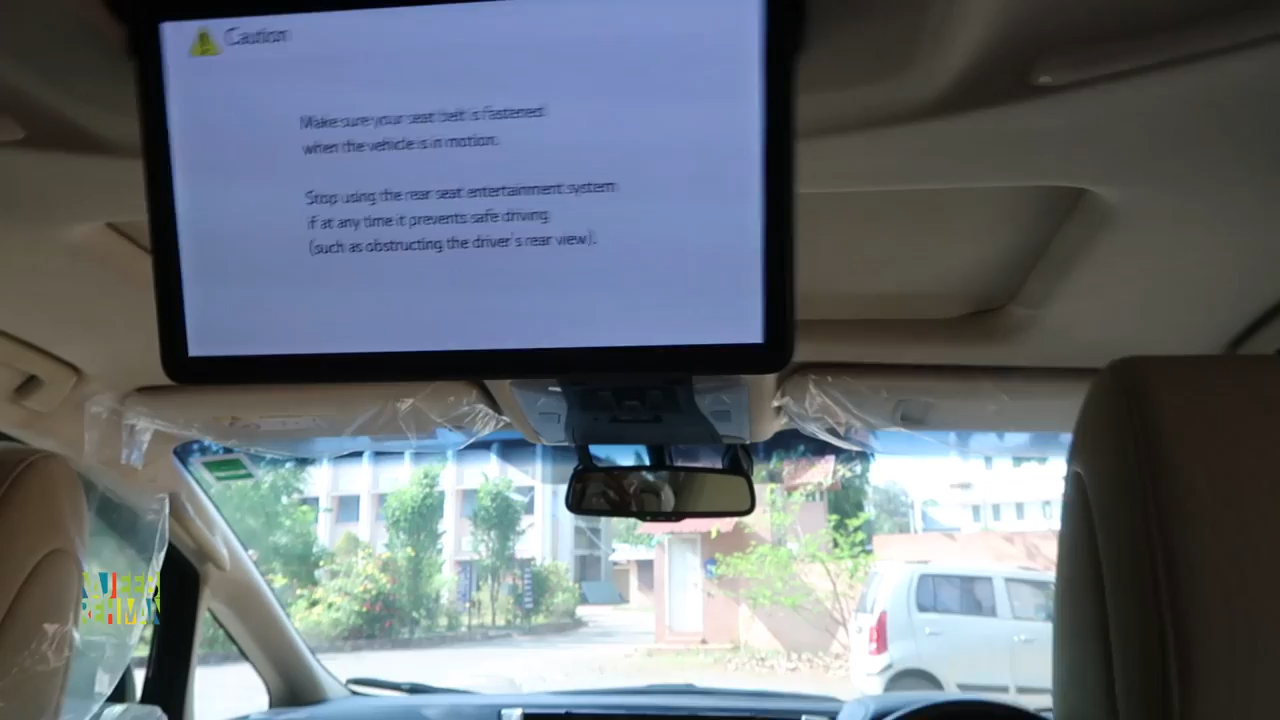 Caution
Make sure your seat belt is fastened
when the vehicle is in motion.
Stop using the rear seat entertainment system
if at any time it prevents safe driving
(such as obstructing the driver's rear view).